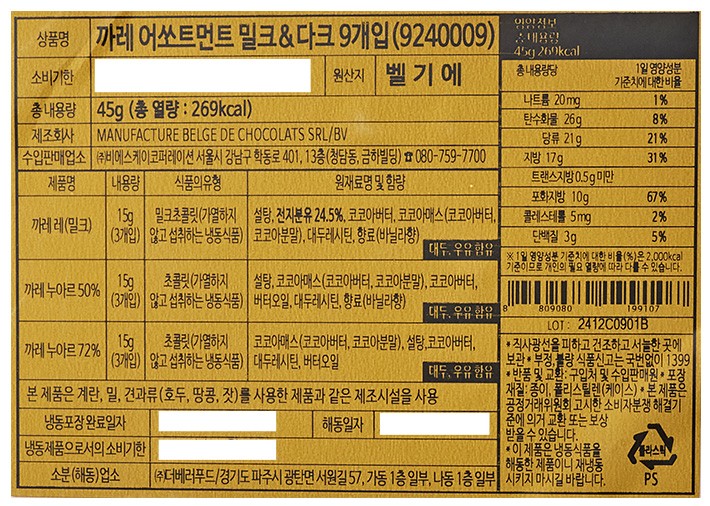 상품명 까레 어쏘트먼트 밀크&다크 9개입(9240009)
소비기한 원산지 벨기에
총 내용량 45g (총 열량 : 269kcal)
제조회사 MANUFACTURE BELGE DE CHOCOLATS SRL/BV
수입판매업소 ㈜비에스케이코퍼레이션 서울시 강남구 학동로 401, 13층(청담동, 금하빌딩) ☎080-759-7700
제품명 내용량 식품의유형 원재료명 및 함량
까레 레(밀크) 15g (3개입) 밀크초콜릿(가열하지 않고 섭취하는 냉동식품) 설탕, 전지분유 24.5%, 코코아버터, 코코아매스(코코아버터, 코코아분말), 대두레시틴, 향료(바닐라향)
대두, 우유 함유
까레 누아르 50% 15g (3개입) 초콜릿(가열하지 않고 섭취하는 냉동식품) 설탕, 코코아매스(코코아버터, 코코아분말), 코코아버터, 버터오일, 대두레시틴, 향료(바닐라향)
대두, 우유 함유
까레 누아르 72% 15g (3개입) 초콜릿(가열하지 않고 섭취하는 냉동식품) 코코아매스(코코아버터, 코코아분말), 설탕, 코코아버터, 대두레시틴, 버터오일
대두, 우유 함유
본 제품은 계란, 밀, 견과류(호두, 땅콩, 잣)를 사용한 제품과 같은 제조시설을 사용
냉동포장 완료일자 해동일자
냉동제품으로서의 소비기한
소분(해동)업소 ㈜더베러푸드/경기도 파주시 광탄면 서원길 57, 가동 1층 일부, 나동 1층 일부
영양정보
총 내용량
45g 269kcal
총 내용량당 1일 영양성분
기준치에 대한 비율
나트륨 20mg 1%
탄수화물 26g 8%
당류 21g 21%
지방 17g 31%
트랜스지방 0.5g 미만
포화지방 10g 67%
콜레스테롤 5mg 2%
단백질 3g 5%
※ 1일 영양성분 기준치에 대한 비율(%)은 2,000kcal
기준이므로 개인의 필요 열량에 따라 다를 수 있습니다.
8 809080 199107
LOT : 2412C0901B
* 직사광선을 피하고 건조하고 서늘한 곳에
보관 * 부정,불량 식품신고는 국번없이 1399
* 반품 및 교환: 구입처 및 수입판매원 * 포장
재질: 종이, 폴리스틸렌(케이스) * 본 제품은
공정거래위원회 고시한 소비자분쟁 해결기
준에 의거 교환 또는 보상
받을 수 있습니다.
* 이 제품은 냉동식품을
해동한 제품이니 재냉동
시키지 마시길 바랍니다.
플라스틱
PS